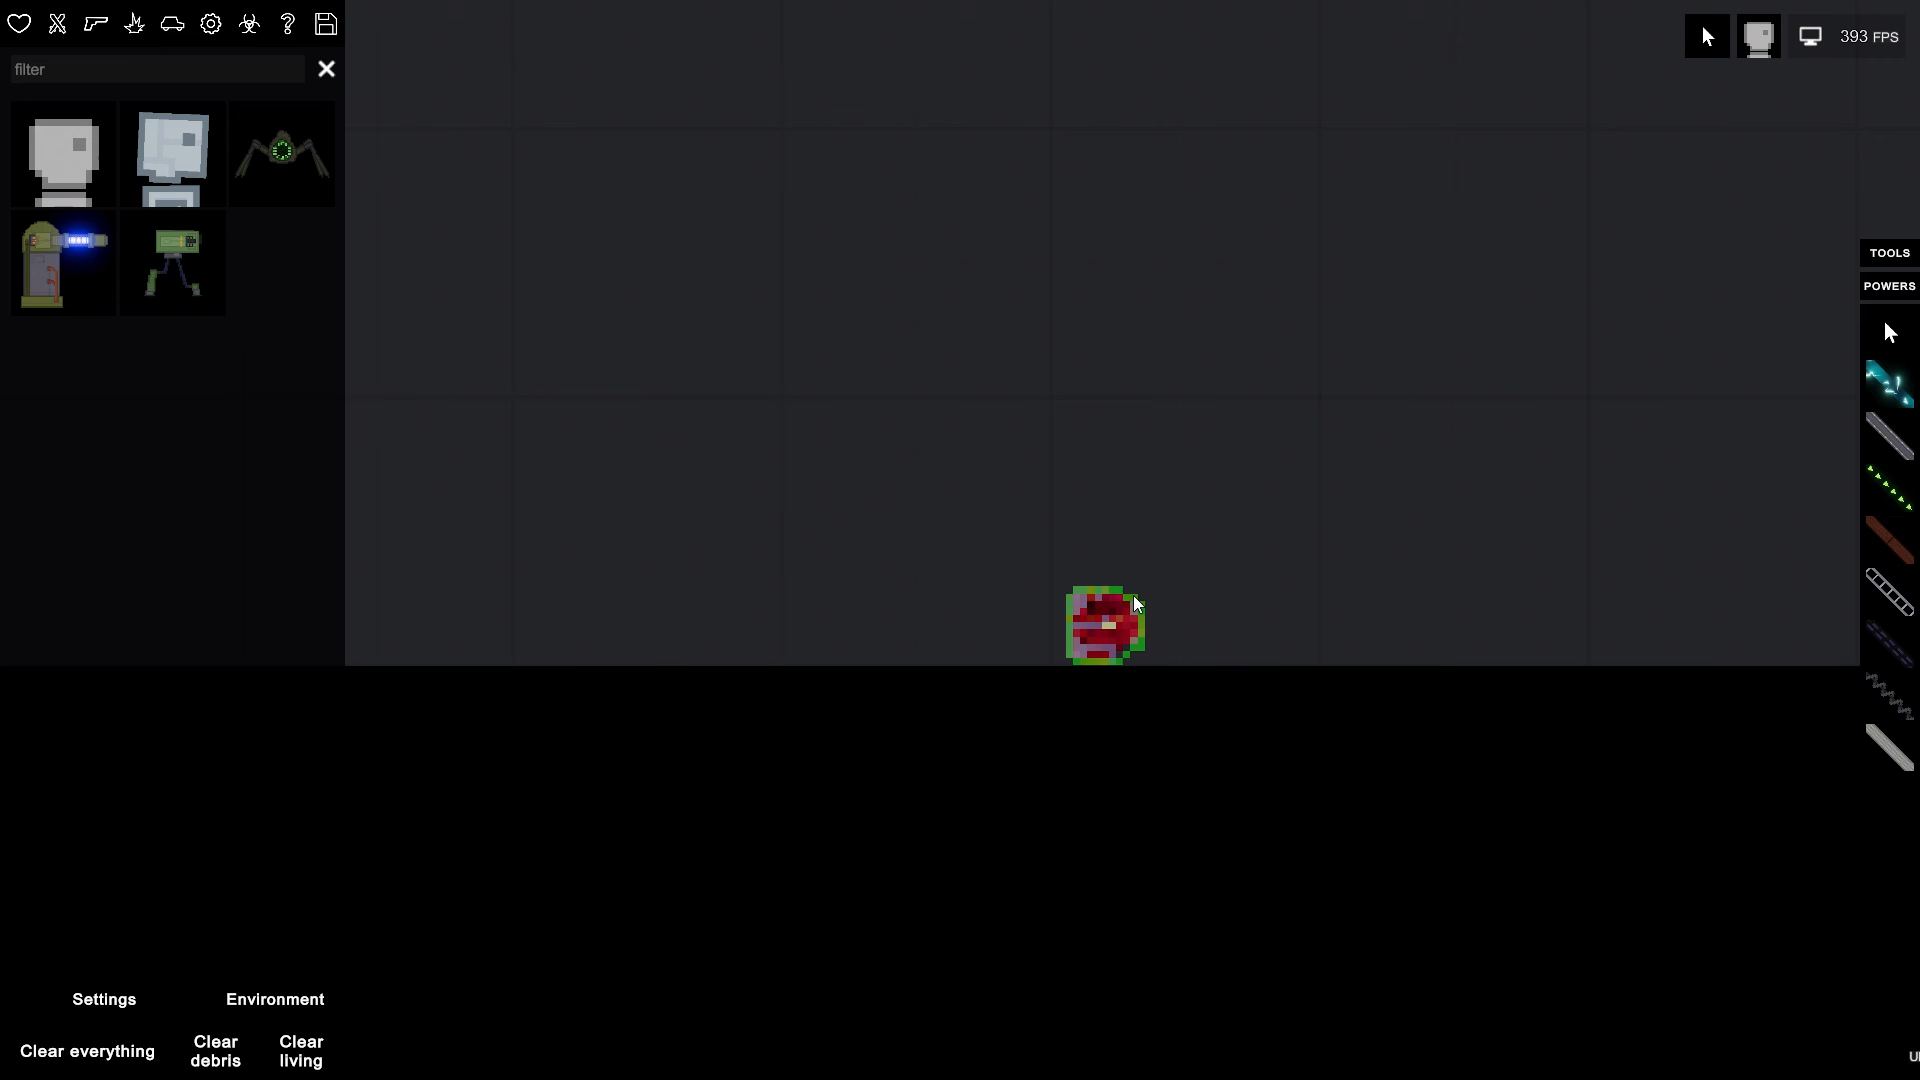 filter
393 FPS
TOOLS
POWERS
Settings
Environment
Clear everything
Clear
debris
Clear
living